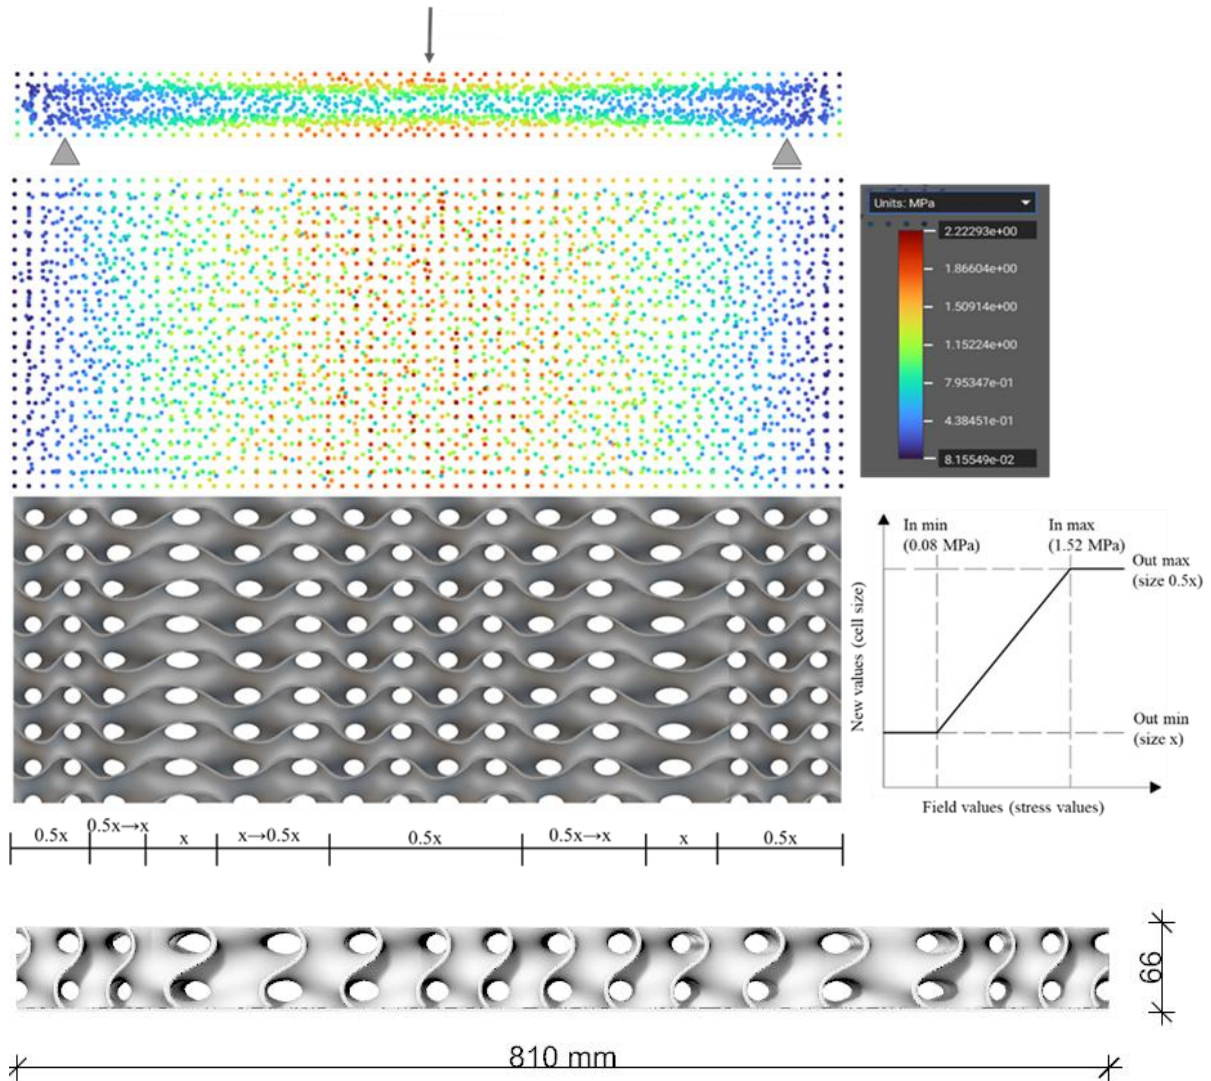 Units: MPa
2.22293e+00
1.86604e+00
1.50914e+00
1.15224e+00
7.95347e-01
4.38451e-01
8.15549e-02
In min
(0.08 MPa)
In max
(1.52 MPa)
Out max
(size 0.5x)
New values (cell size)
Out min
(size x)
Field values (stress values)
0.5x
0.5x→x
x
x→0.5x
0.5x
0.5x→x
x
0.5x
66
810 mm